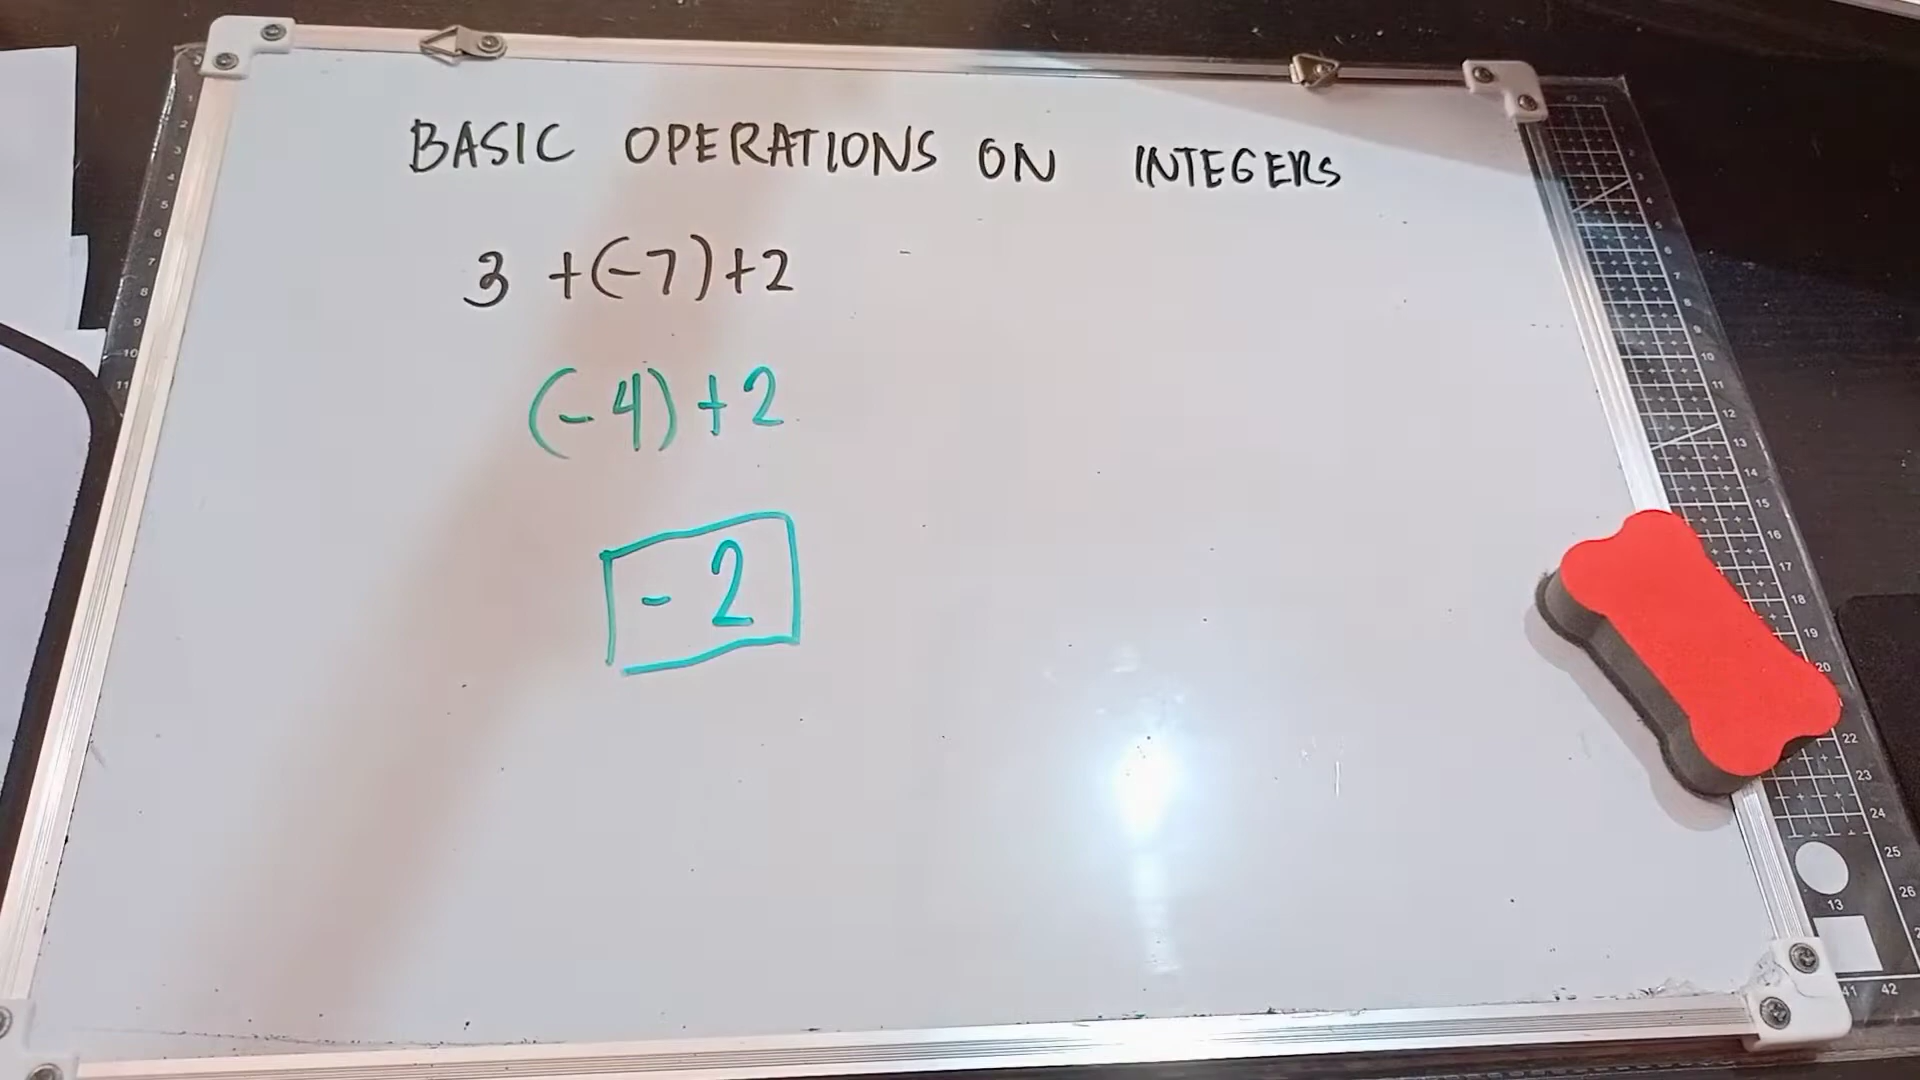 BASIC OPERATIONS ON INTEGERS
3 +(-7)+2
(-4)+2
-2